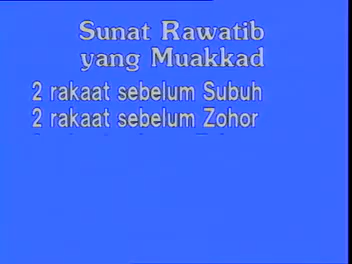 Sunat Rawatib
yang Muakkad
2 rakaat sebelum Subuh
2 rakaat sebelum Zohor